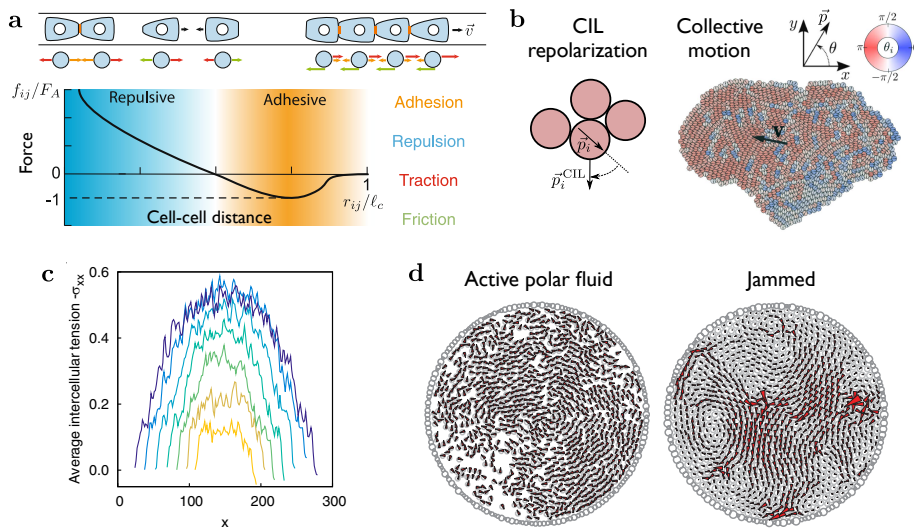 a
v⃗
f_ij/F_A
Repulsive
Adhesive
Force
0
-1
1
Cell-cell distance
r_ij/ℓ_c
Adhesion
Repulsion
Traction
Friction
b
CIL
repolarization
p⃗_i
p⃗_i^CIL
Collective
motion
y
p⃗
θ
x
π/2
π
θ_i
0
-π/2
v
c
Average intercellular tension -σ_xx
0.6
0.4
0.2
0.0
0
100
200
300
x
d
Active polar fluid
Jammed